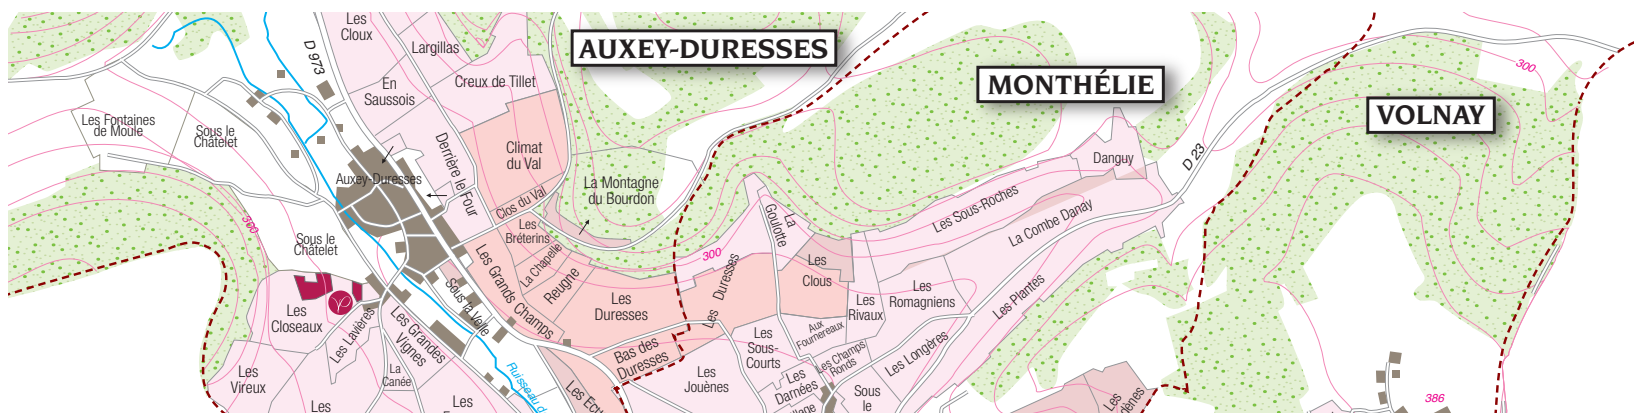 Les
Cloux
Largillas
AUXEY-DURESSES
D 973
En
Saussois
Creux de Tillet
MONTHÉLIE
300
VOLNAY
Les Fontaines
de Moule
Sous le
Châtelet
Derrière le Four
Climat
du Val
Danguy
D 23
Auxey-Duresses
La Montagne
du Bourdon
Clos du Val
Les Sous-Roches
La Combe Danay
300
Sous le
Châtelet
Les
Bréterins
La Chapelle
Reugne
Les Grands Champs
300
La
Goulotte
Les
Clous
Les Duresses
Les
Closeaux
Sous la Velle
Les
Duresses
Les
Rivaux
Les
Romagniens
Les Plantes
Les Lavières
Les Grandes
Vignes
Bas des
Duresses
Les
Sous-
Courts
Aux
Fournereaux
Les Champs
Ronds
Les Longères
Les
Vireux
La
Canée
Ruisseau d
Les
Jouènes
Les
Darnées
Sous
le
Les
Les
386